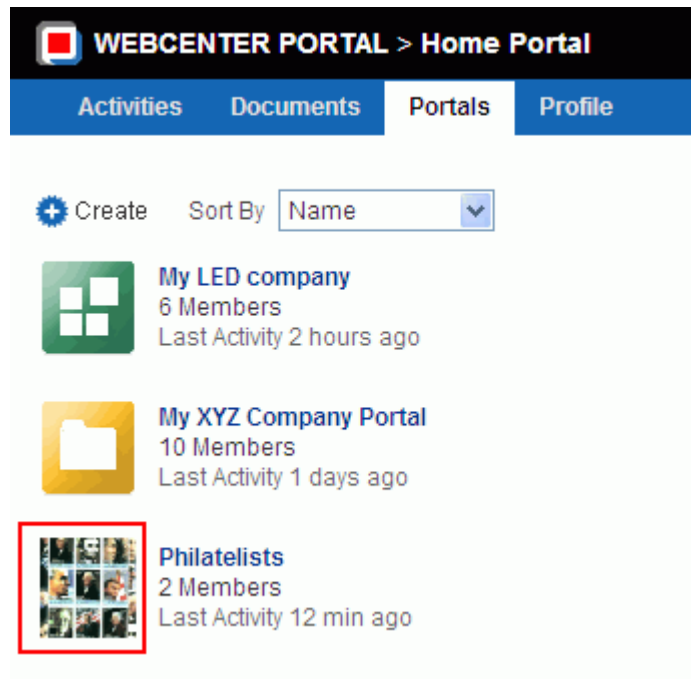 WEBCENTER PORTAL > Home Portal
Activities Documents Portals Profile
Create Sort By Name
My LED company
6 Members
Last Activity 2 hours ago
My XYZ Company Portal
10 Members
Last Activity 1 days ago
Philatelists
2 Members
Last Activity 12 min ago